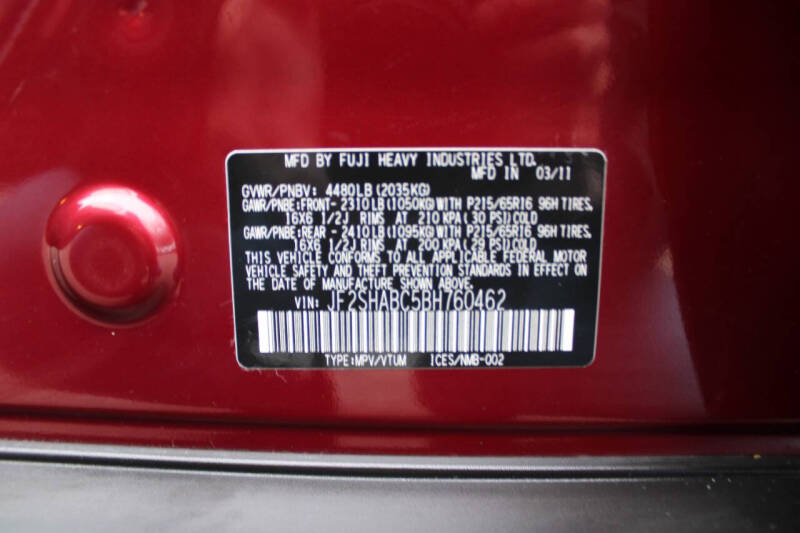 MFD BY FUJI HEAVY INDUSTRIES LTD.
MFD IN 03/11
GVWR/PNBV: 4480LB(2035KG)
GAWR/PNBE:FRONT-2310LB(1050KG)WITH P215/65R16 96H TIRES,
16X6 1/2J RIMS AT 210 KPA(30 PSI)COLD
GAWR/PNBE:REAR -2410LB(1095KG)WITH P215/65R16 96H TIRES,
16X6 1/2J RIMS AT 200 KPA(29 PSI)COLD
THIS VEHICLE CONFORMS TO ALL APPLICABLE FEDERAL MOTOR
VEHICLE SAFETY AND THEFT PREVENTION STANDARDS IN EFFECT ON
THE DATE OF MANUFACTURE SHOWN ABOVE.
VIN: JF2SHABC5BH760462
TYPE:MPV/VTUM ICES/NMB-002